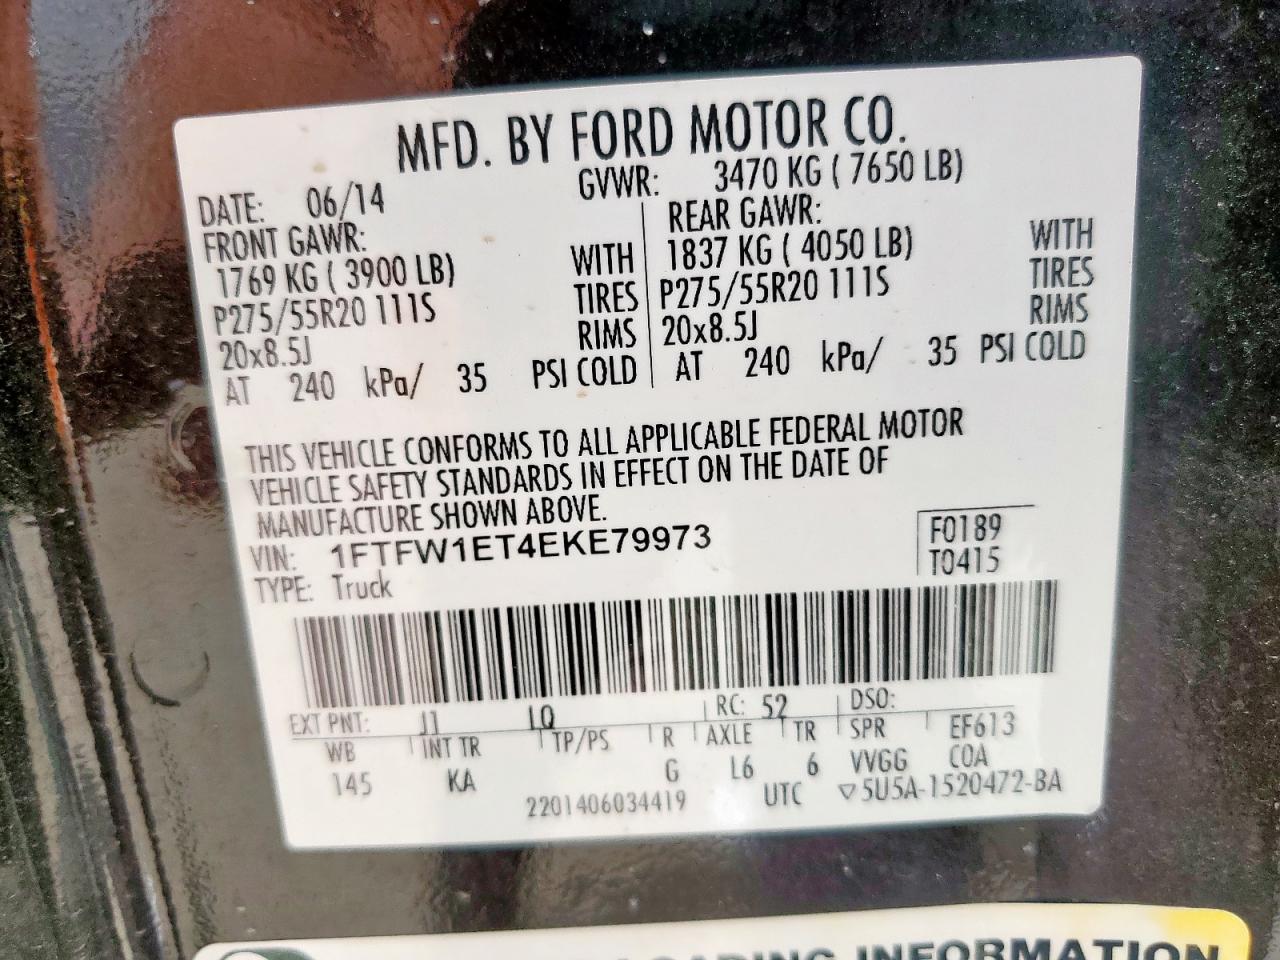 MFD. BY FORD MOTOR CO.
DATE: 06/14 GVWR: 3470 KG ( 7650 LB)
FRONT GAWR: REAR GAWR:
1769 KG ( 3900 LB) WITH 1837 KG ( 4050 LB) WITH
P275/55R20 111S TIRES P275/55R20 111S TIRES
20x8.5J RIMS 20x8.5J RIMS
AT 240 kPa/ 35 PSI COLD AT 240 kPa/ 35 PSI COLD
THIS VEHICLE CONFORMS TO ALL APPLICABLE FEDERAL MOTOR
VEHICLE SAFETY STANDARDS IN EFFECT ON THE DATE OF
MANUFACTURE SHOWN ABOVE.
VIN: 1FTFW1ET4EKE79973 F0189
TYPE: Truck T0415
EXT PNT: J1 LQ RC: 52 DSO:
WB INT TR TP/PS R AXLE TR SPR EF613
145 KA G L6 6 VVGG COA
2201406034419 UTC ▽5U5A-1520472-BA
LOADING INFORMATION